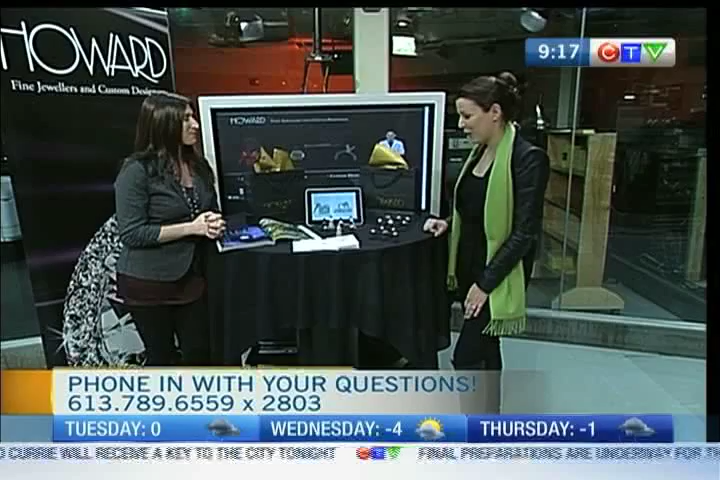 HOWARD
Fine Jewellers and Custom Designers
9:17 CTV
HOWARD
PHONE IN WITH YOUR QUESTIONS!
613.789.6559 x 2803
TUESDAY: 0 WEDNESDAY: -4 THURSDAY: -1
CURRIE WILL RECEIVE A KEY TO THE CITY TONIGHT CTV FINAL PREPARATIONS ARE UNDERWAY FOR